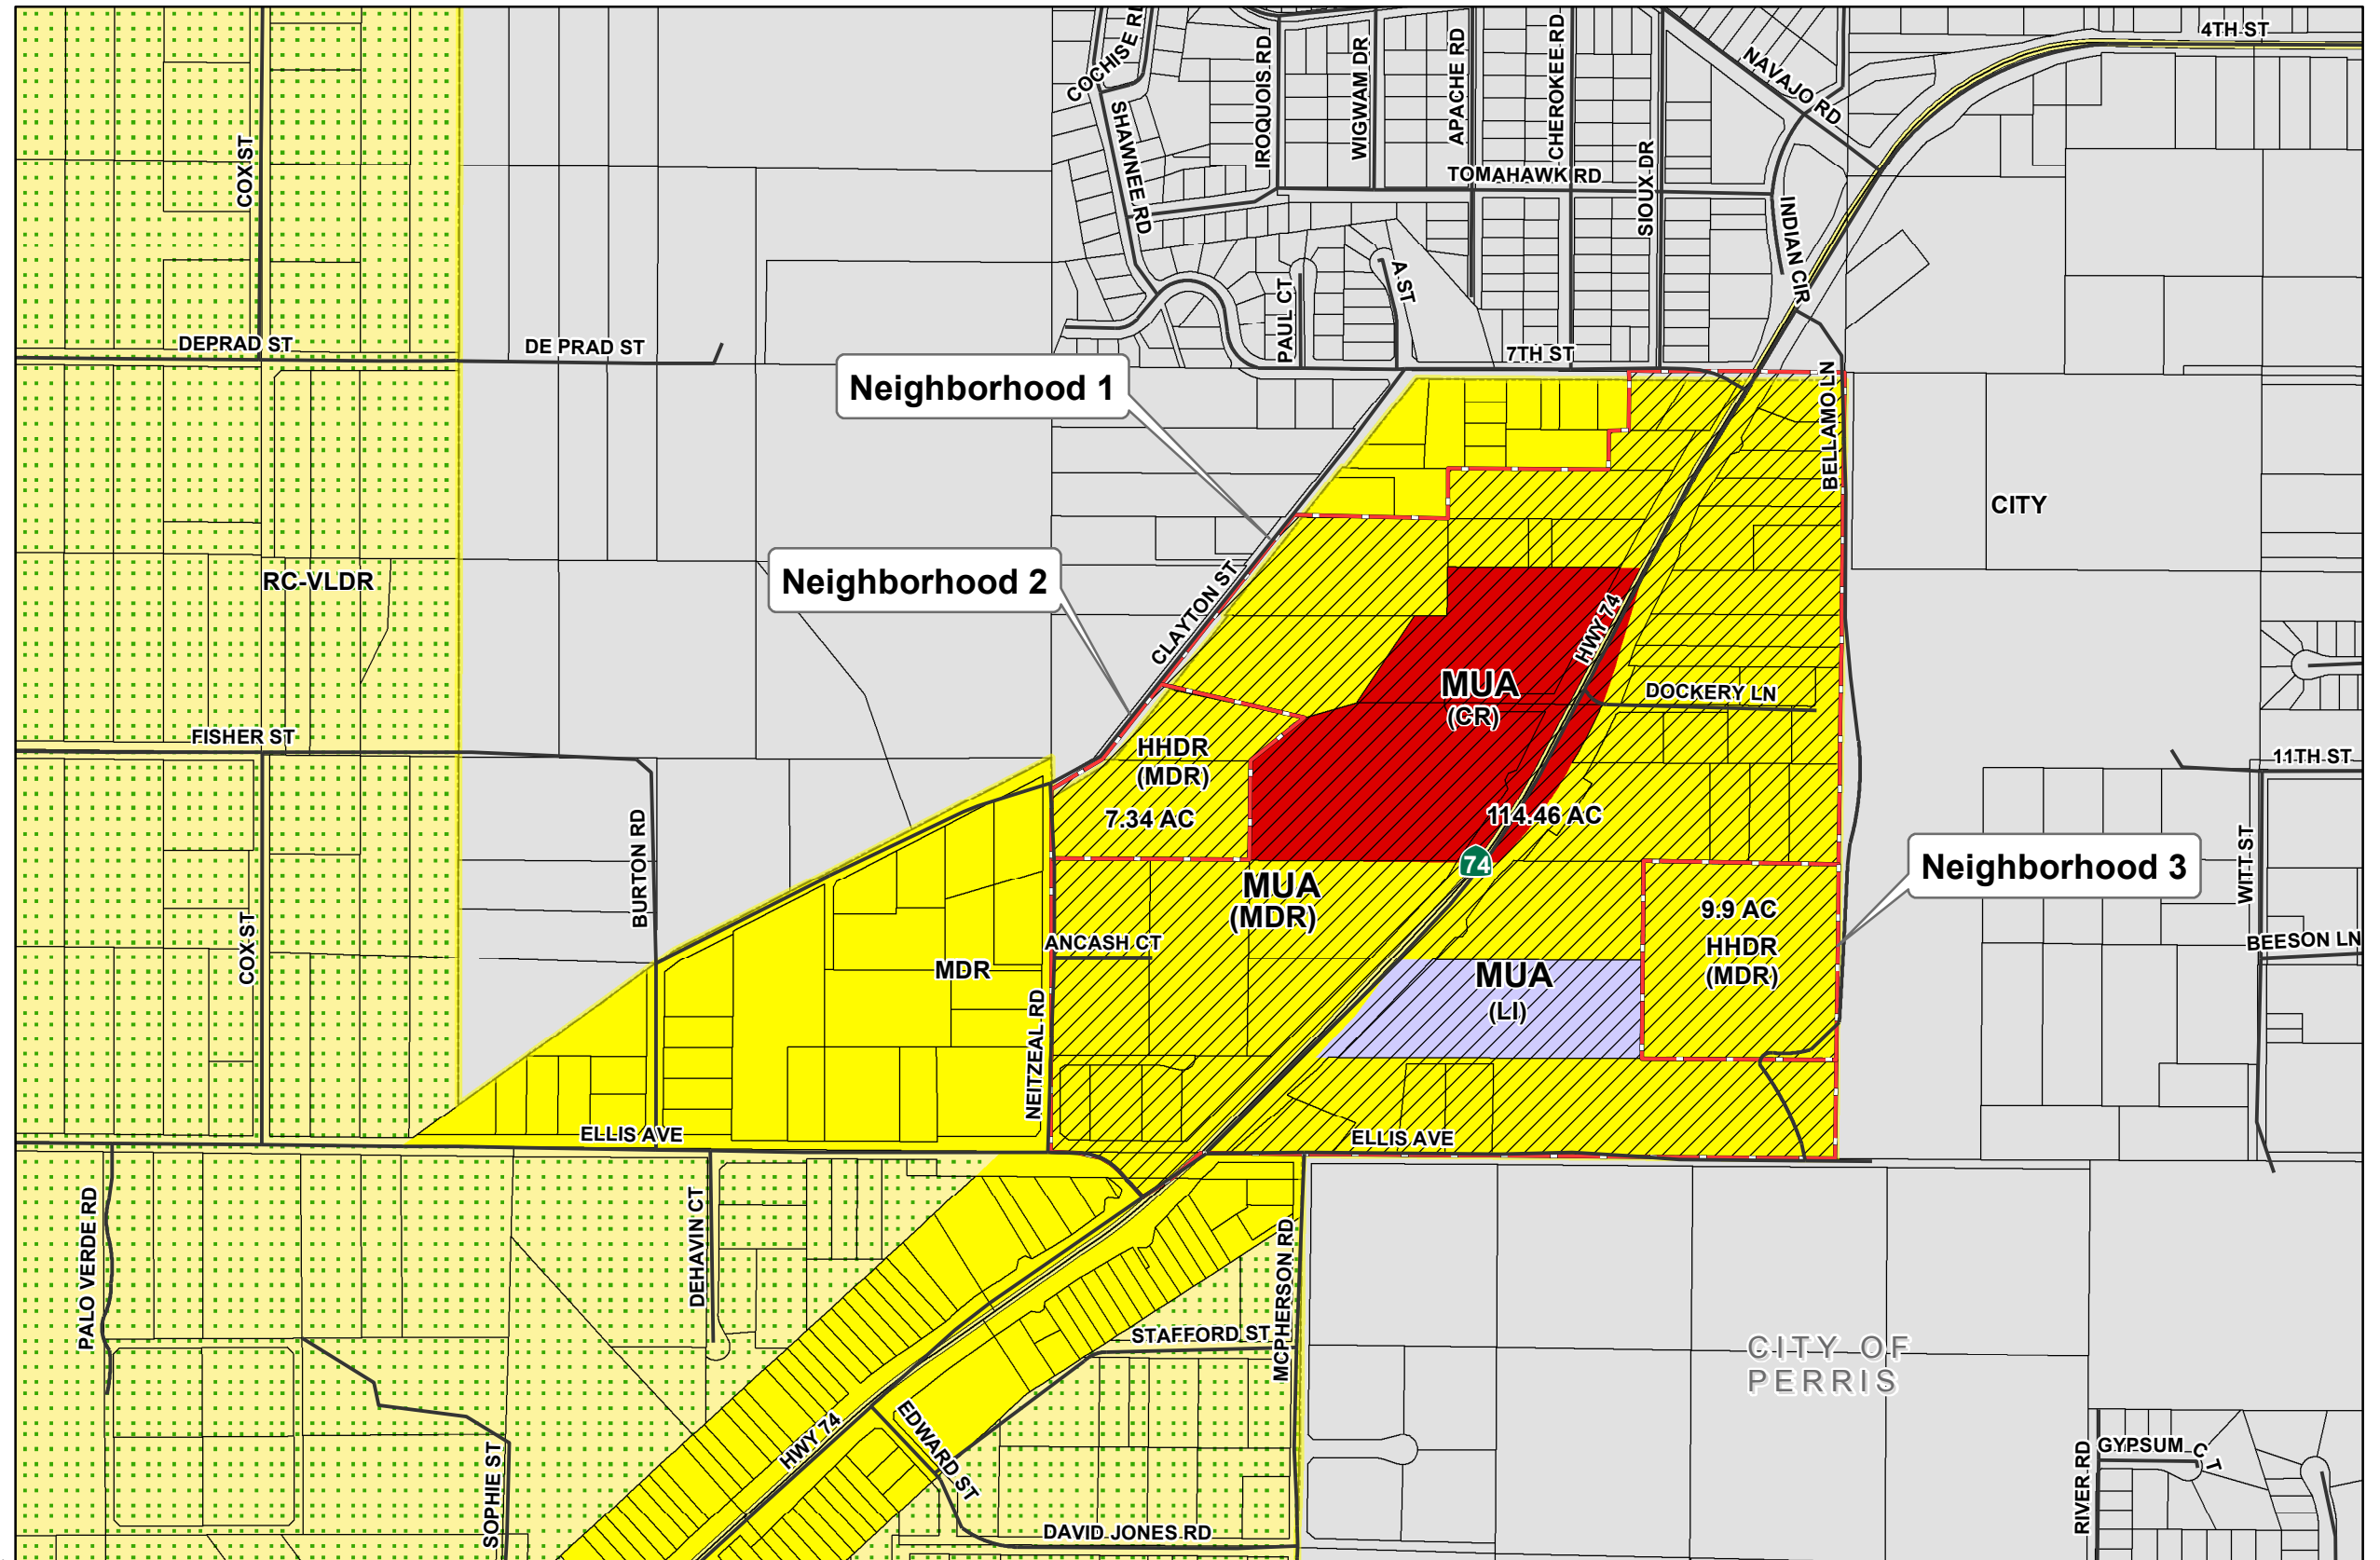 4TH ST
COCHISE RD
IROQUOIS RD
WIGWAM DR
APACHE RD
CHEROKEE RD
NAVAJO RD
COX ST
SHAWNEE RD
TOMAHAWK RD
SIOUX DR
INDIAN CIR
PAUL CT
A ST
DEPRAD ST
DE PRAD ST
7TH ST
Neighborhood 1
BELLAMO LN
CITY
RC-VLDR
Neighborhood 2
CLAYTON ST
HWY 74
MUA
(CR)
DOCKERY LN
FISHER ST
HHDR
(MDR)
7.34 AC
11TH ST
114.46 AC
BURTON RD
74
Neighborhood 3
WITT ST
MUA
(MDR)
9.9 AC
HHDR
(MDR)
COX ST
ANCASH CT
BEESON LN
MDR
MUA
(LI)
NEITZEAL RD
ELLIS AVE
ELLIS AVE
PALO VERDE RD
DEHAVIN CT
MCPHERSON RD
STAFFORD ST
CITY OF
PERRIS
HWY 74
EDWARD ST
SOPHIE ST
RIVER RD
GYPSUM CT
DAVID JONES RD